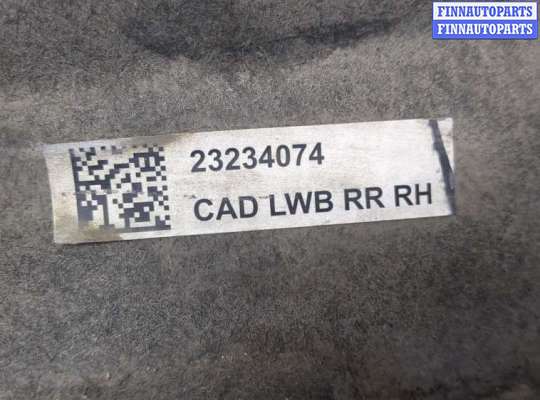 FINNAUTOPARTS
FINNAUTOPARTS
23234074
CAD LWB RR RH